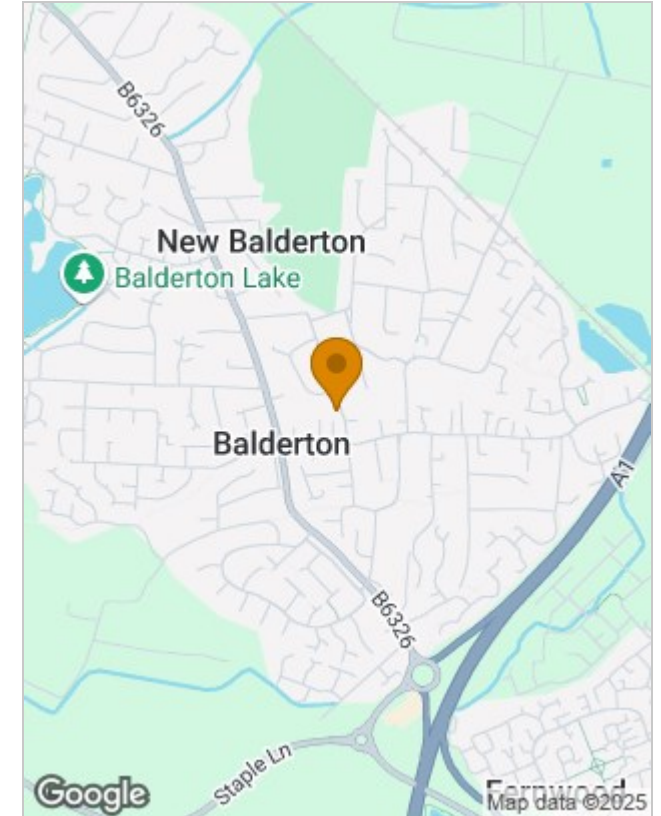 B6326
New Balderton
Balderton Lake
Balderton
A1
B6326
Staple Ln
Fernwood
Google
Map data ©2025